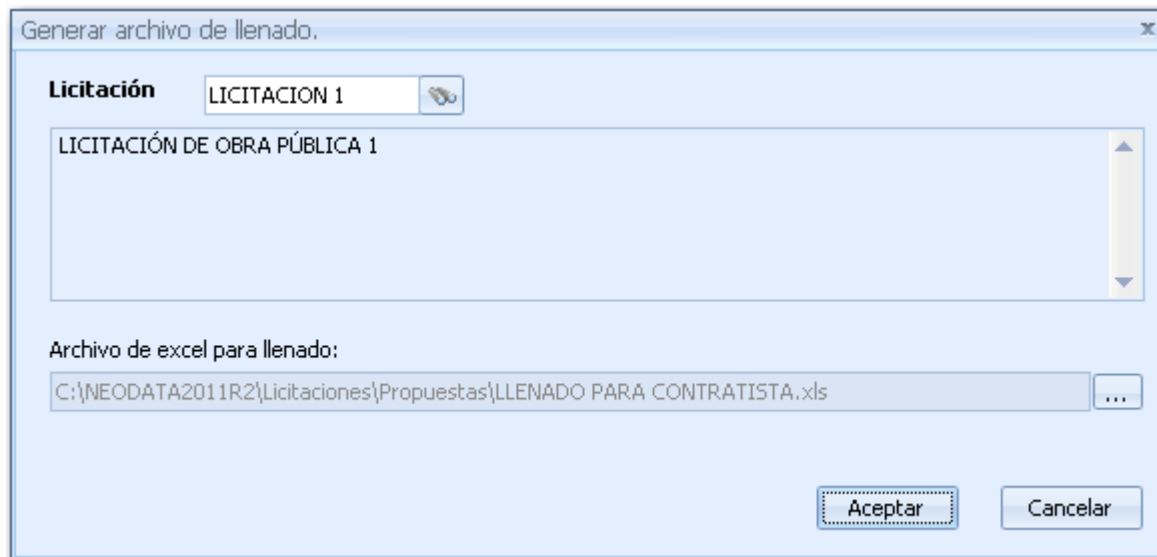 Generar archivo de llenado.
x
Licitación
LICITACION 1
LICITACIÓN DE OBRA PÚBLICA 1
Archivo de excel para llenado:
C:\NEODATA2011R2\Licitaciones\Propuestas\LLENADO PARA CONTRATISTA.xls
...
Aceptar
Cancelar